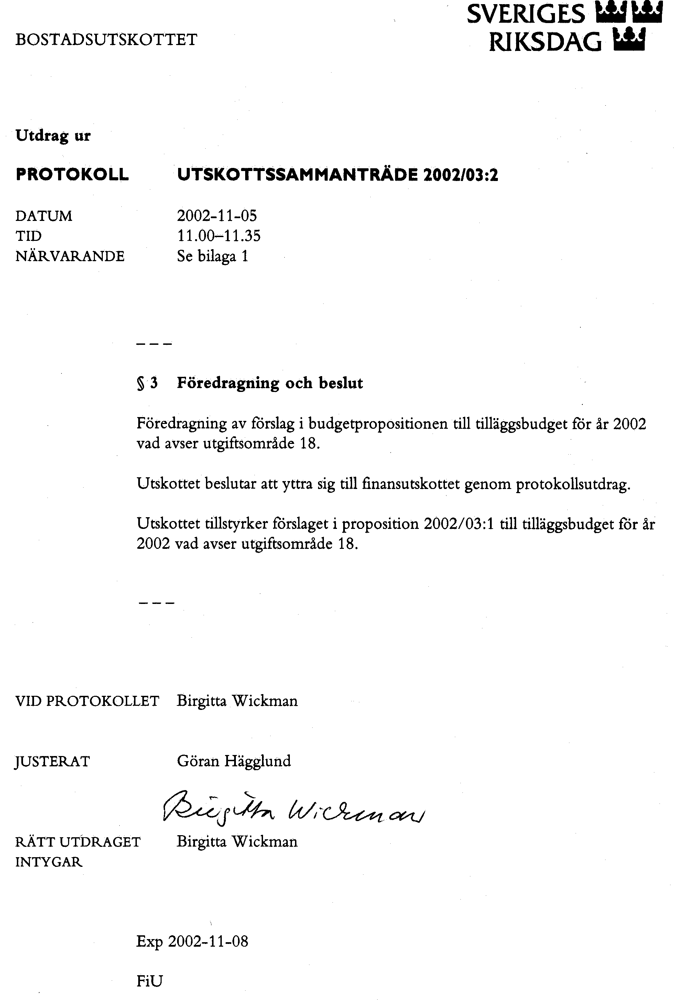 SVERIGES
RIKSDAG
BOSTADSUTSKOTTET
Utdrag ur
PROTOKOLL UTSKOTTSSAMMANTRÄDE 2002/03:2
DATUM 2002-11-05
TID 11.00–11.35
NÄRVARANDE Se bilaga 1
– – –
§ 3 Föredragning och beslut
Föredragning av förslag i budgetpropositionen till tilläggsbudget för år 2002
vad avser utgiftsområde 18.
Utskottet beslutar att yttra sig till finansutskottet genom protokollsutdrag.
Utskottet tillstyrker förslaget i proposition 2002/03:1 till tilläggsbudget för år
2002 vad avser utgiftsområde 18.
– – –
VID PROTOKOLLET Birgitta Wickman
JUSTERAT Göran Hägglund
Birgitta Wickman
RÄTT UTDRAGET Birgitta Wickman
INTYGAR
Exp 2002-11-08
FiU